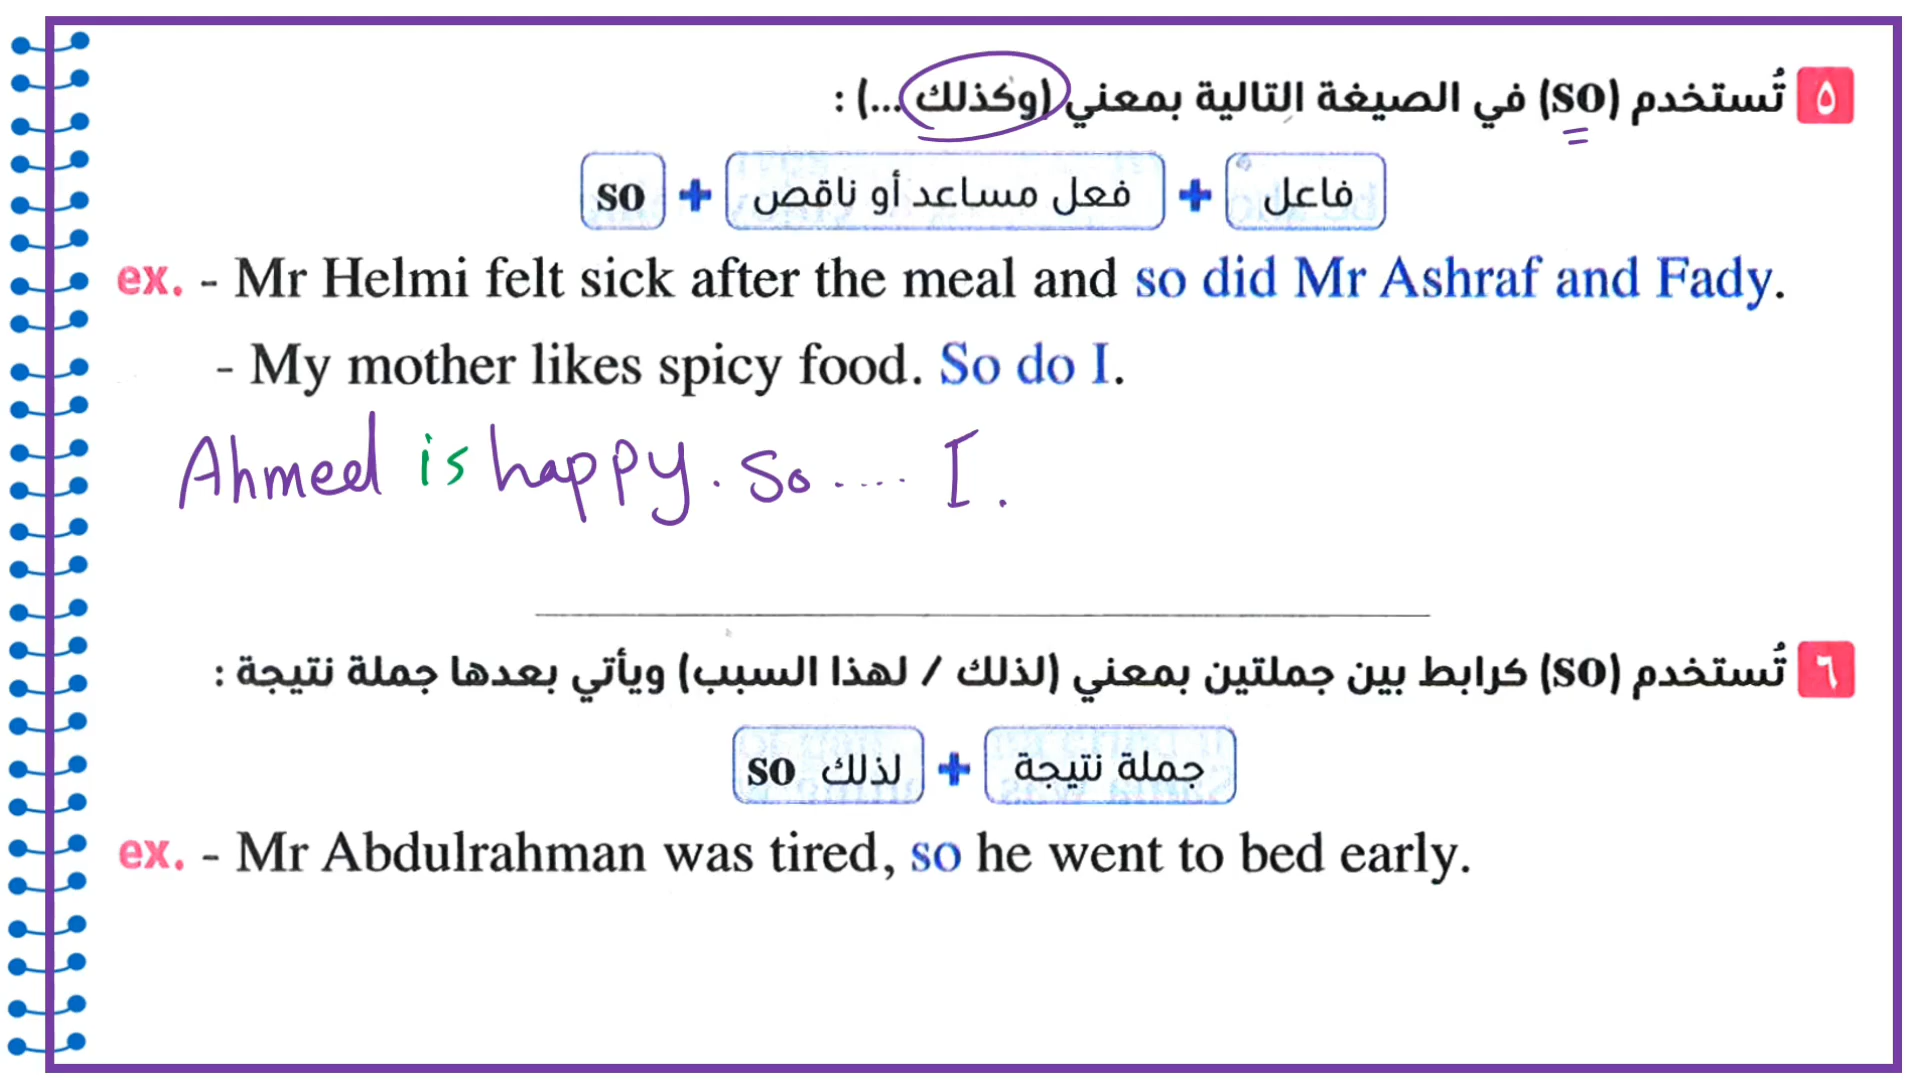 ٥ تُستخدم (so) في الصيغة التالية بمعني (وكذلك ...) :
so + فعل مساعد أو ناقص + فاعل
ex. - Mr Helmi felt sick after the meal and so did Mr Ashraf and Fady.
- My mother likes spicy food. So do I.
Ahmed is happy. So .... I.
٦ تُستخدم (so) كرابط بين جملتين بمعني (لذلك / لهذا السبب) ويأتي بعدها جملة نتيجة :
so لذلك + جملة نتيجة
ex. - Mr Abdulrahman was tired, so he went to bed early.